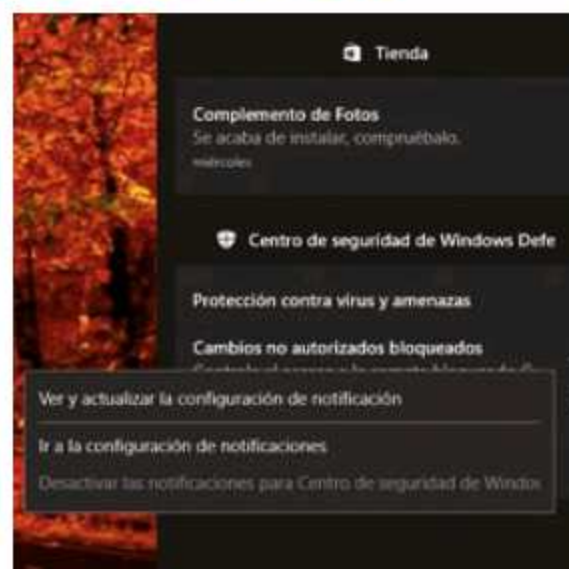 Tienda
Complemento de Fotos
Se acaba de instalar, compruébalo.
miércoles
Centro de seguridad de Windows Defe
Protección contra virus y amenazas
Cambios no autorizados bloqueados
Ver y actualizar la configuración de notificación
Ir a la configuración de notificaciones
Desactivar las notificaciones para Centro de seguridad de Windos